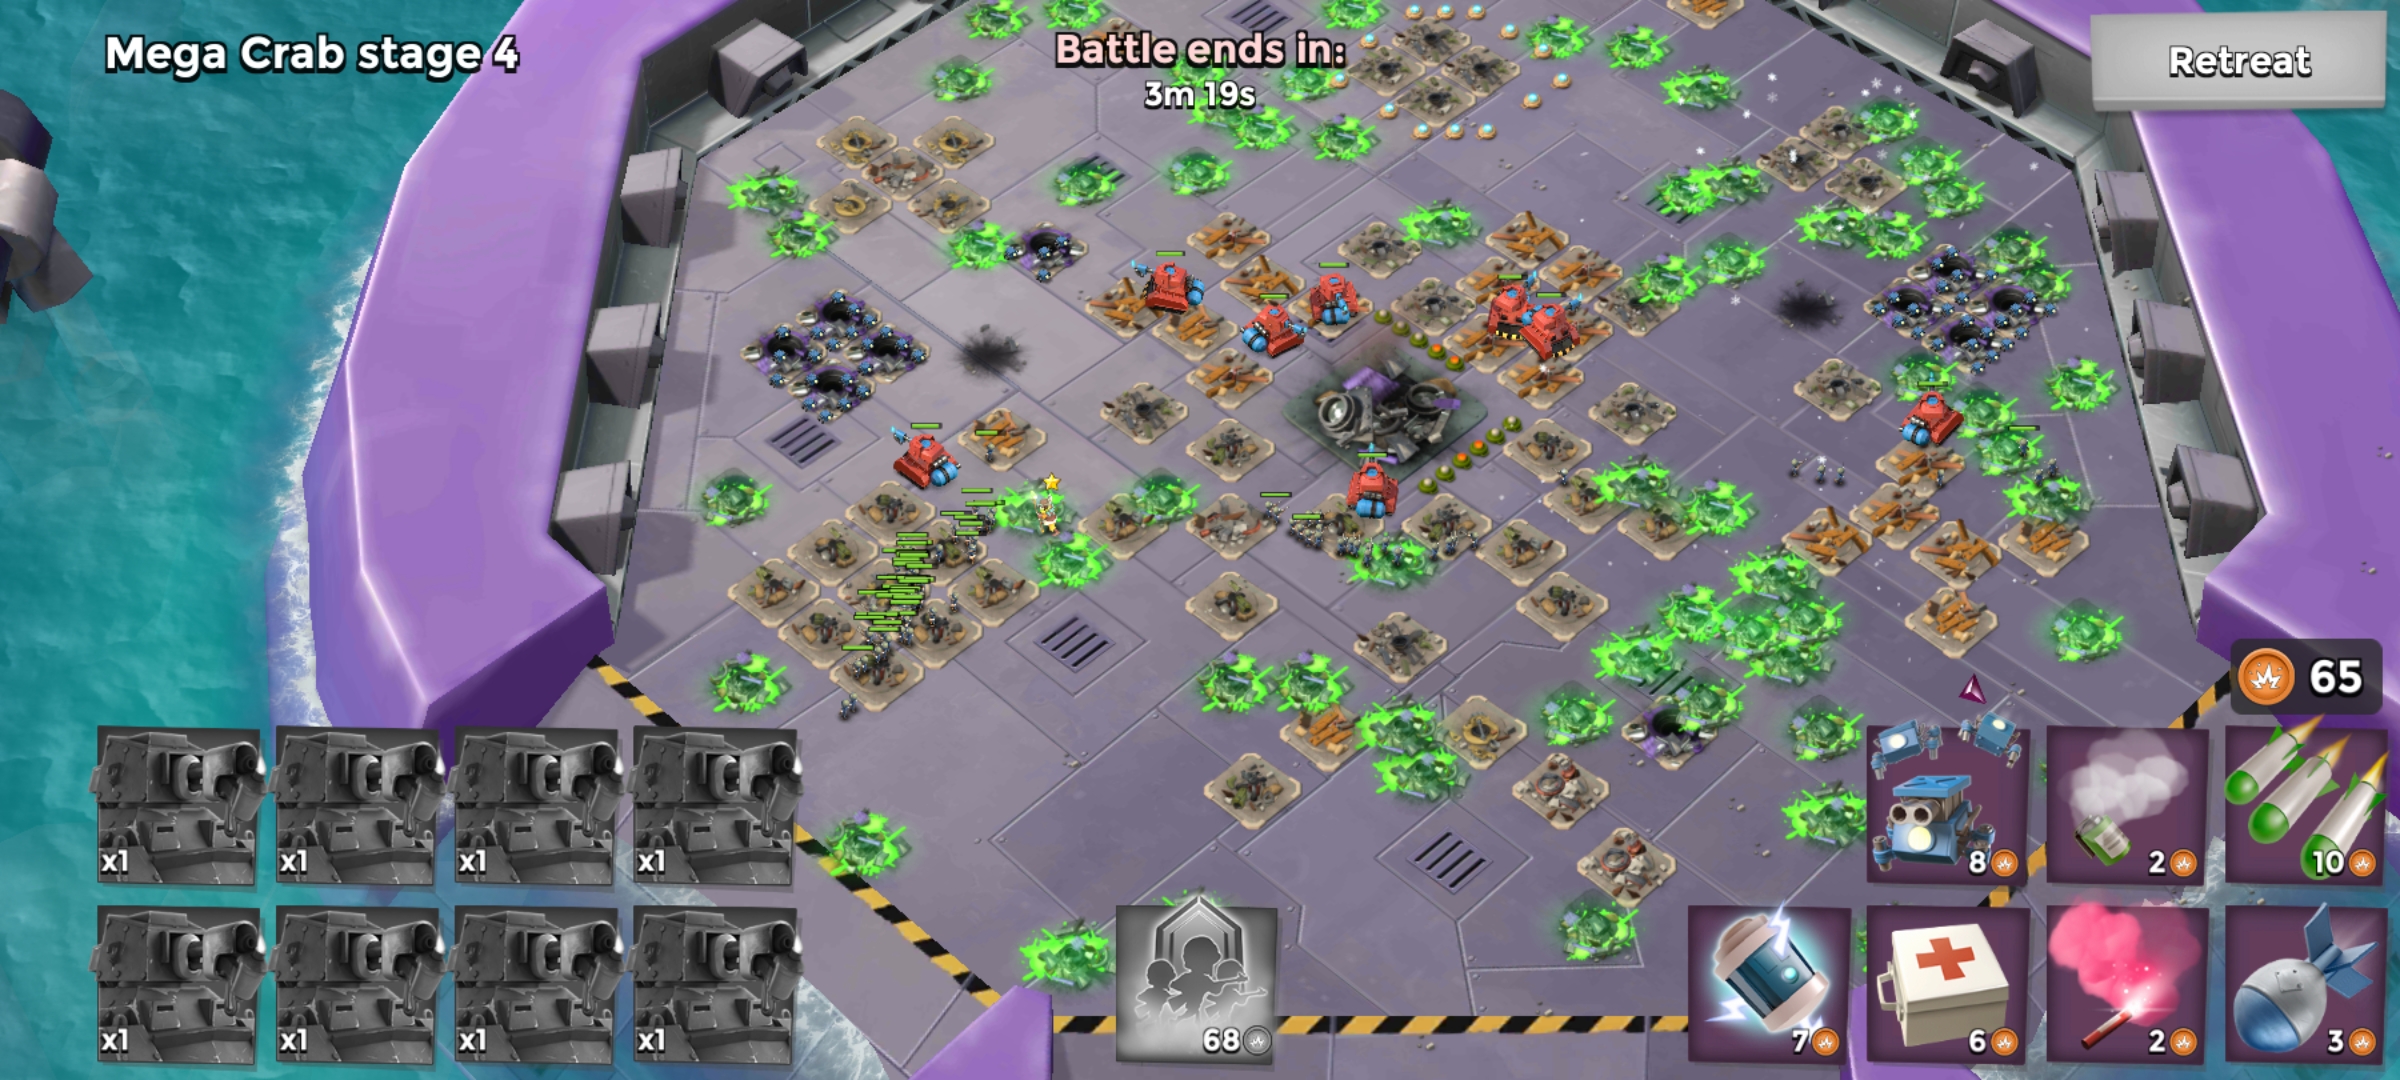 Mega Crab stage 4
Battle ends in:
3m 19s
Retreat
65
x1
x1
x1
x1
8
2
10
x1
x1
x1
x1
68
7
6
2
3